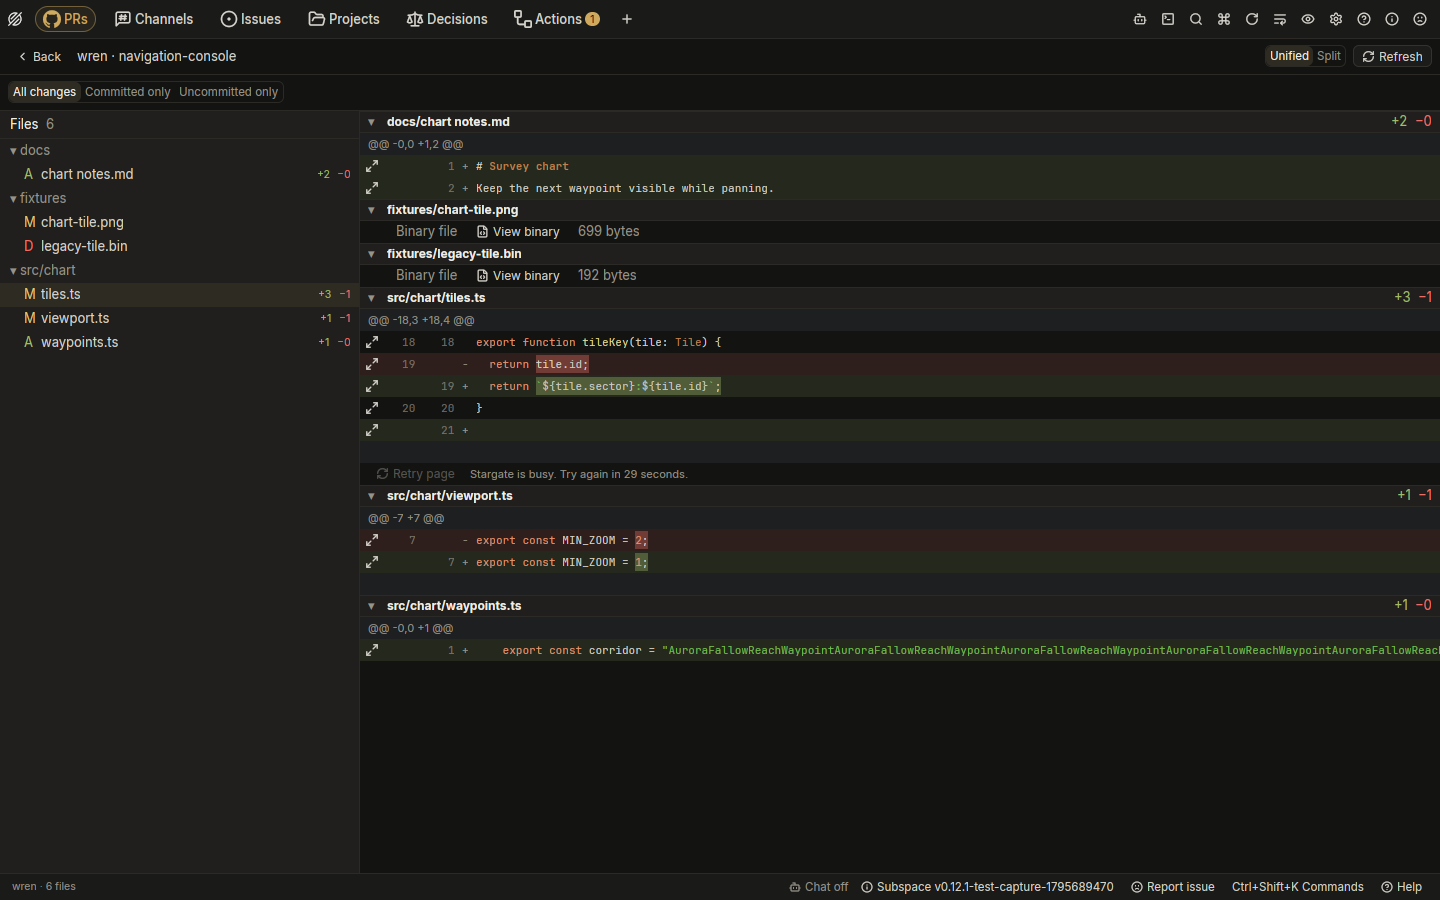 PRs Channels Issues Projects Decisions Actions 1
Back wren · navigation-console Unified Split Refresh
All changes Committed only Uncommitted only
Files 6
docs
A chart notes.md +2 −0
fixtures
M chart-tile.png
D legacy-tile.bin
src/chart
M tiles.ts +3 −1
M viewport.ts +1 −1
A waypoints.ts +1 −0
docs/chart notes.md +2 −0
@@ -0,0 +1,2 @@
1 + # Survey chart
2 + Keep the next waypoint visible while panning.
fixtures/chart-tile.png
Binary file View binary 699 bytes
fixtures/legacy-tile.bin
Binary file View binary 192 bytes
src/chart/tiles.ts +3 −1
@@ -18,3 +18,4 @@
18 18 export function tileKey(tile: Tile) {
19 - return tile.id;
19 + return `${tile.sector}:${tile.id}`;
20 20 }
21 +
Retry page Stargate is busy. Try again in 29 seconds.
src/chart/viewport.ts +1 −1
@@ -7 +7 @@
7 - export const MIN_ZOOM = 2;
7 + export const MIN_ZOOM = 1;
src/chart/waypoints.ts +1 −0
@@ -0,0 +1 @@
1 + export const corridor = "AuroraFallowReachWaypointAuroraFallowReachWaypointAuroraFallowReachWaypointAuroraFallowReachWaypointAuroraFallowReach
wren · 6 files Chat off Subspace v0.12.1-test-capture-1795689470 Report issue Ctrl+Shift+K Commands Help